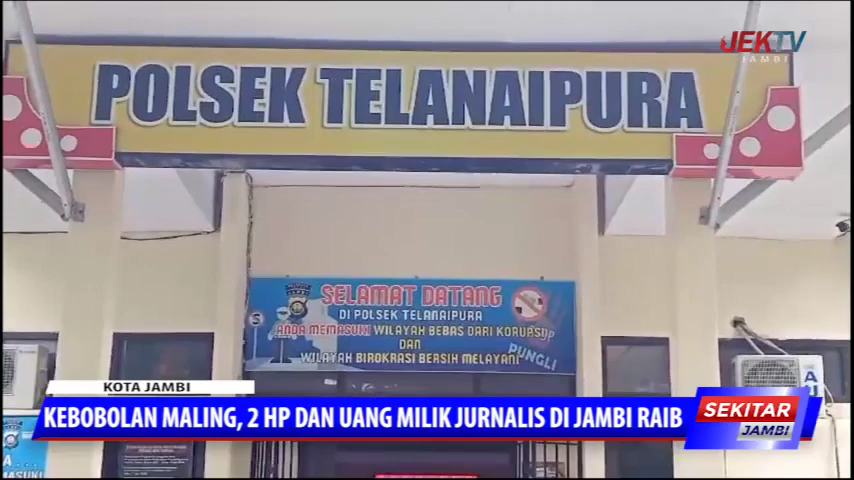 JEKTV
JAMBI
POLSEK TELANAIPURA
SELAMAT DATANG
DI POLSEK TELANAIPURA
ANDA MEMASUKI WILAYAH BEBAS DARI KORUPSI
DAN
WILAYAH BIROKRASI BERSIH MELAYANI
PUNGLI
KOTA JAMBI
KEBOBOLAN MALING, 2 HP DAN UANG MILIK JURNALIS DI JAMBI RAIB
SEKITAR
JAMBI